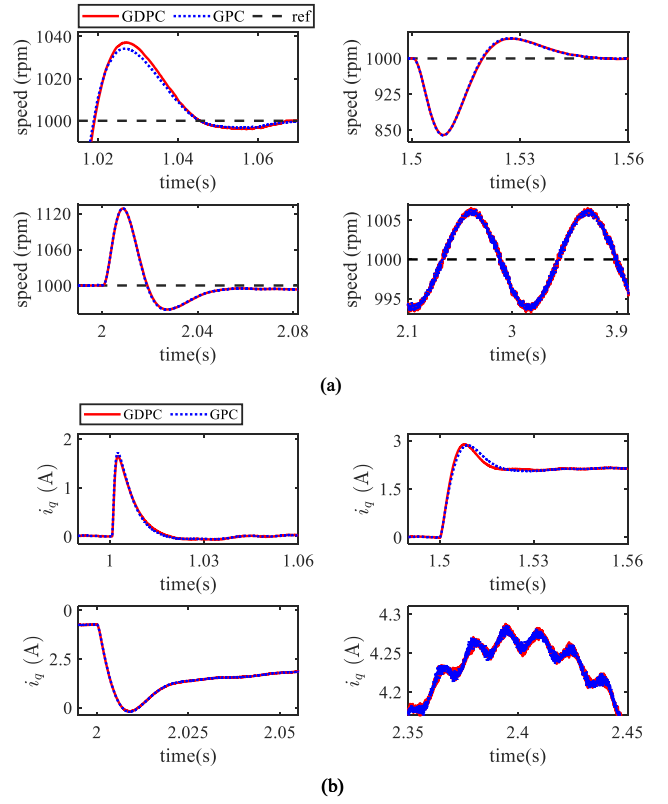 GDPC GPC ref
1040
1020
1000
speed (rpm)
1.02 1.04 1.06
time(s)
1000
925
850
speed (rpm)
1.5 1.53 1.56
time(s)
1120
1060
1000
speed (rpm)
2 2.04 2.08
time(s)
1005
1000
995
speed (rpm)
2.1 3 3.9
time(s)
(a)
GDPC GPC
2
1
0
i_q (A)
1 1.03 1.06
time(s)
3
1.5
0
i_q (A)
1.5 1.53 1.56
time(s)
0
2.5
0
i_q (A)
2 2.025 2.05
time(s)
4.3
4.25
4.2
i_q (A)
2.35 2.4 2.45
time(s)
(b)